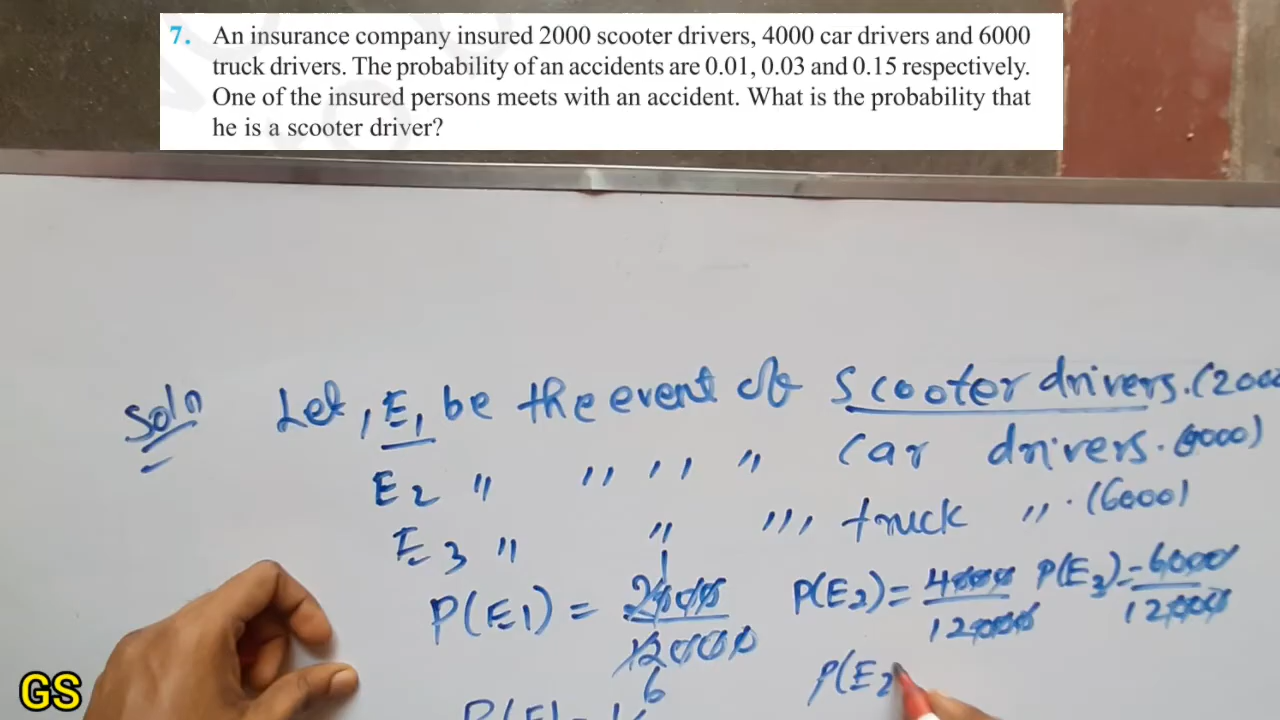 7. An insurance company insured 2000 scooter drivers, 4000 car drivers and 6000
truck drivers. The probability of an accidents are 0.01, 0.03 and 0.15 respectively.
One of the insured persons meets with an accident. What is the probability that
he is a scooter driver?
Soln Let, E1 be the event of Scooter drivers. (200
E2 " " " " car drivers. 4000)
E3 " " "" truck ". (6000)
P(E1) = 2000/12000 1 6 P(E2) = 4000/12000 P(E3) = 6000/12000
P(E2
GS